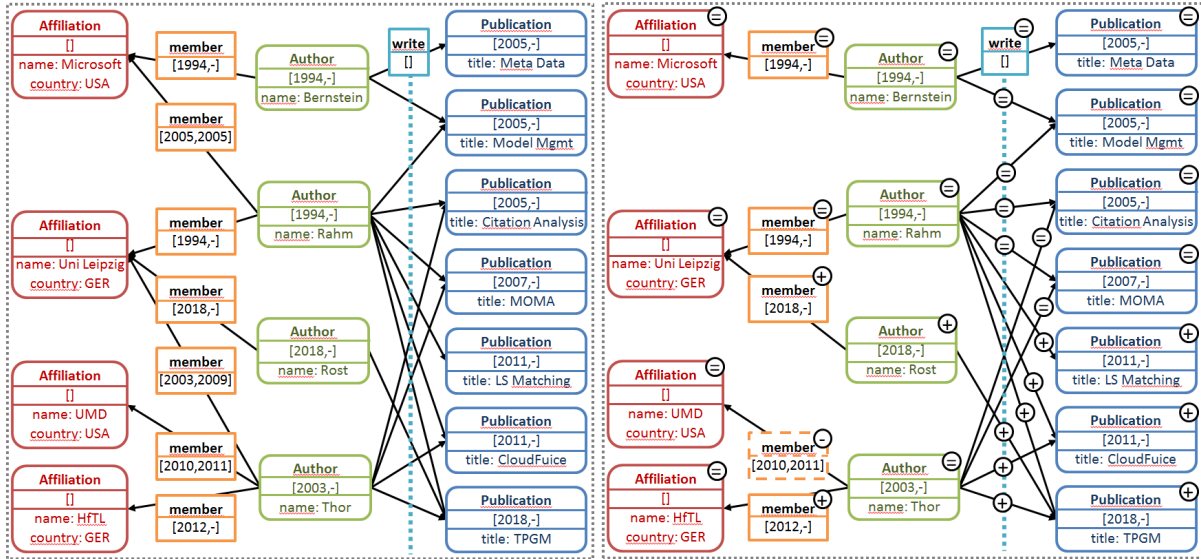 Affiliation
[]
name: Microsoft
country: USA
member
[1994,-]
member
[2005,2005]
Author
[1994,-]
name: Bernstein
write
[]
Publication
[2005,-]
title: Meta Data
Publication
[2005,-]
title: Model Mgmt
Affiliation
[]
name: Uni Leipzig
country: GER
member
[1994,-]
member
[2018,-]
member
[2003,2009]
Author
[1994,-]
name: Rahm
Author
[2018,-]
name: Rost
Publication
[2005,-]
title: Citation Analysis
Publication
[2007,-]
title: MOMA
Publication
[2011,-]
title: LS Matching
Affiliation
[]
name: UMD
country: USA
Affiliation
[]
name: HfTL
country: GER
member
[2010,2011]
member
[2012,-]
Author
[2003,-]
name: Thor
Publication
[2011,-]
title: CloudFuice
Publication
[2018,-]
title: TPGM
Affiliation =
[]
name: Microsoft
country: USA
member =
[1994,-]
Author =
[1994,-]
name: Bernstein
write =
[]
Publication =
[2005,-]
title: Meta Data
=
Publication =
[2005,-]
title: Model Mgmt
=
Affiliation =
[]
name: Uni Leipzig
country: GER
member =
[1994,-]
member +
[2018,-]
Author =
[1994,-]
name: Rahm
Author +
[2018,-]
name: Rost
=
=
=
Publication =
[2005,-]
title: Citation Analysis
=
Publication =
[2007,-]
title: MOMA
+
Publication +
[2011,-]
title: LS Matching
Affiliation =
[]
name: UMD
country: USA
Affiliation =
[]
name: HfTL
country: GER
member -
[2010,2011]
member +
[2012,-]
Author =
[2003,-]
name: Thor
+
+
+
+
+
Publication +
[2011,-]
title: CloudFuice
Publication +
[2018,-]
title: TPGM